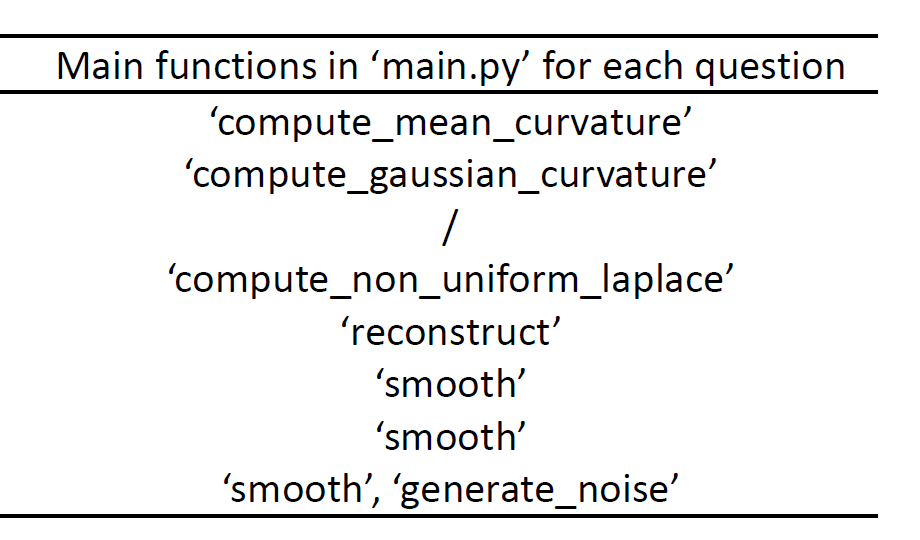 Main functions in ‘main.py’ for each question
‘compute_mean_curvature’
‘compute_gaussian_curvature’
/
‘compute_non_uniform_laplace’
‘reconstruct’
‘smooth’
‘smooth’
‘smooth’, ‘generate_noise’